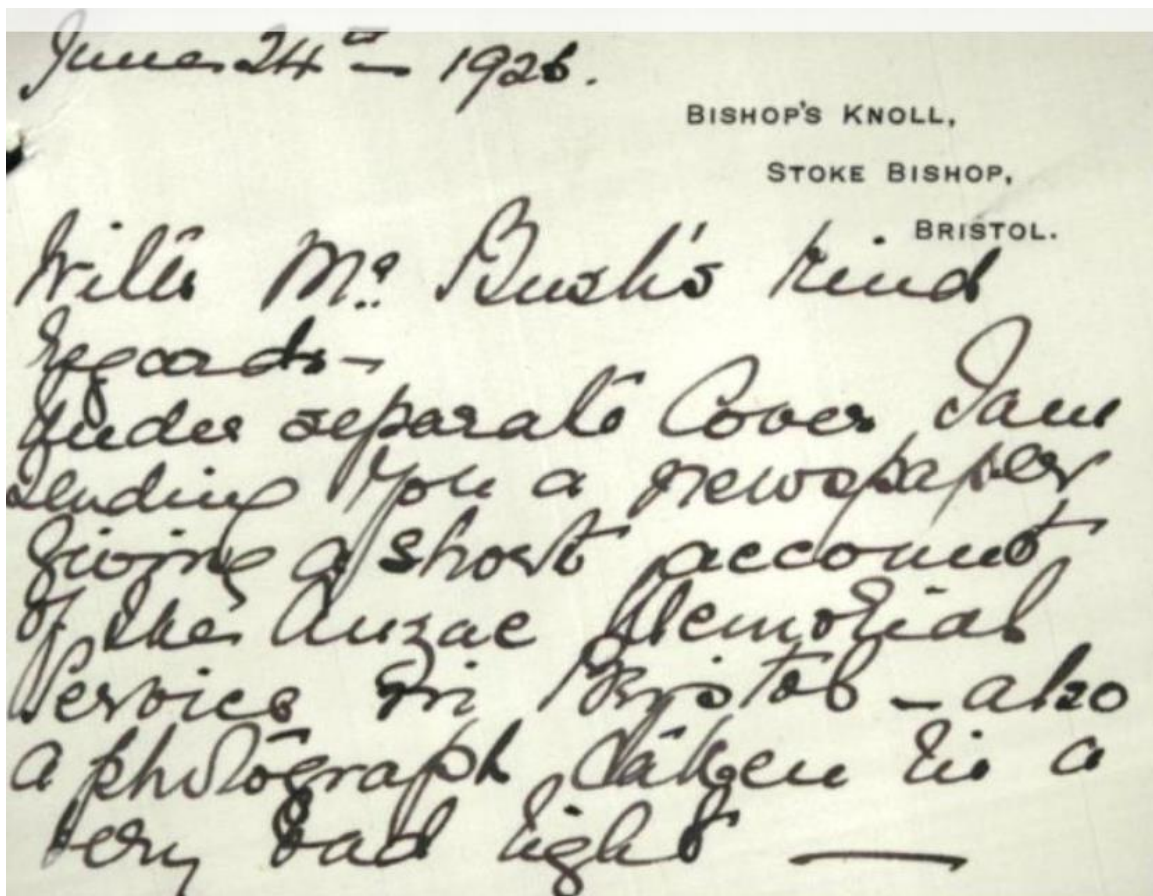 June 24th – 1926.
BISHOP'S KNOLL,
STOKE BISHOP,
BRISTOL.
With Mr. Bush's kind
regards –
Under separate Cover I am
sending you a newspaper
giving a short account
of the Anzac Memorial
Service in Bristol – also
a photograph taken in a
very bad light —